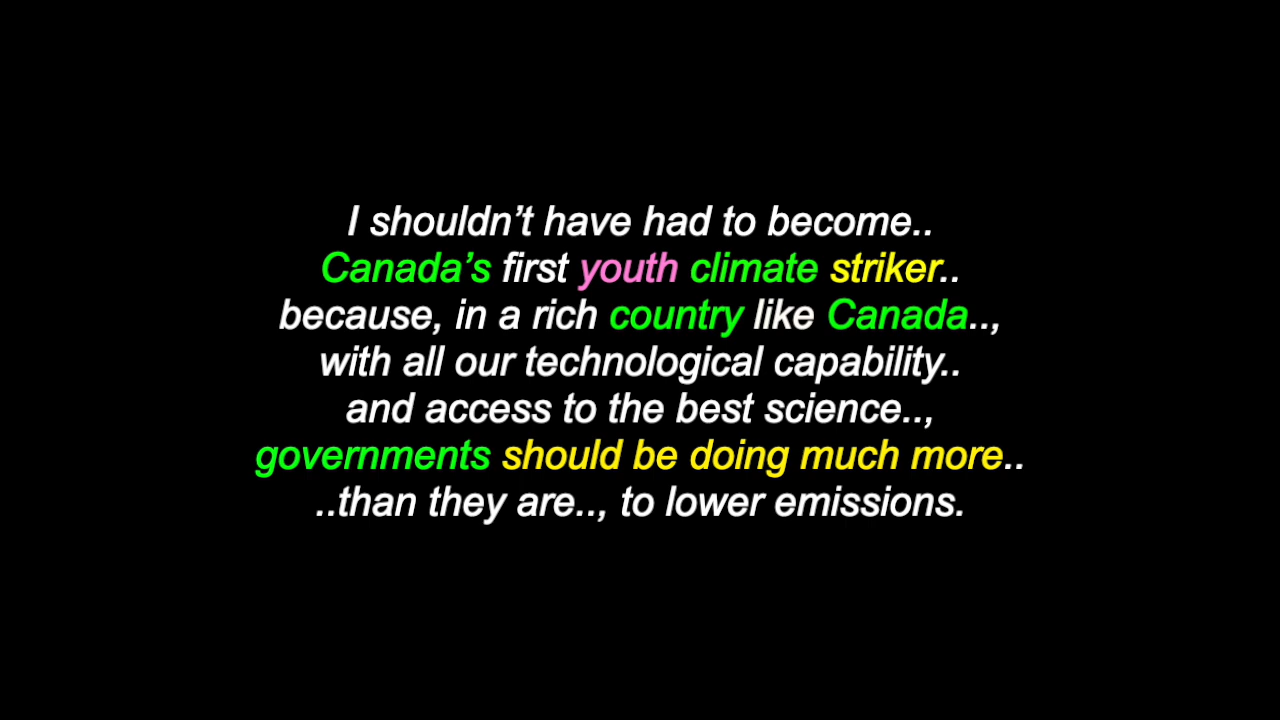 I shouldn’t have had to become..
Canada’s first youth climate striker..
because, in a rich country like Canada..,
with all our technological capability..
and access to the best science..,
governments should be doing much more..
..than they are.., to lower emissions.